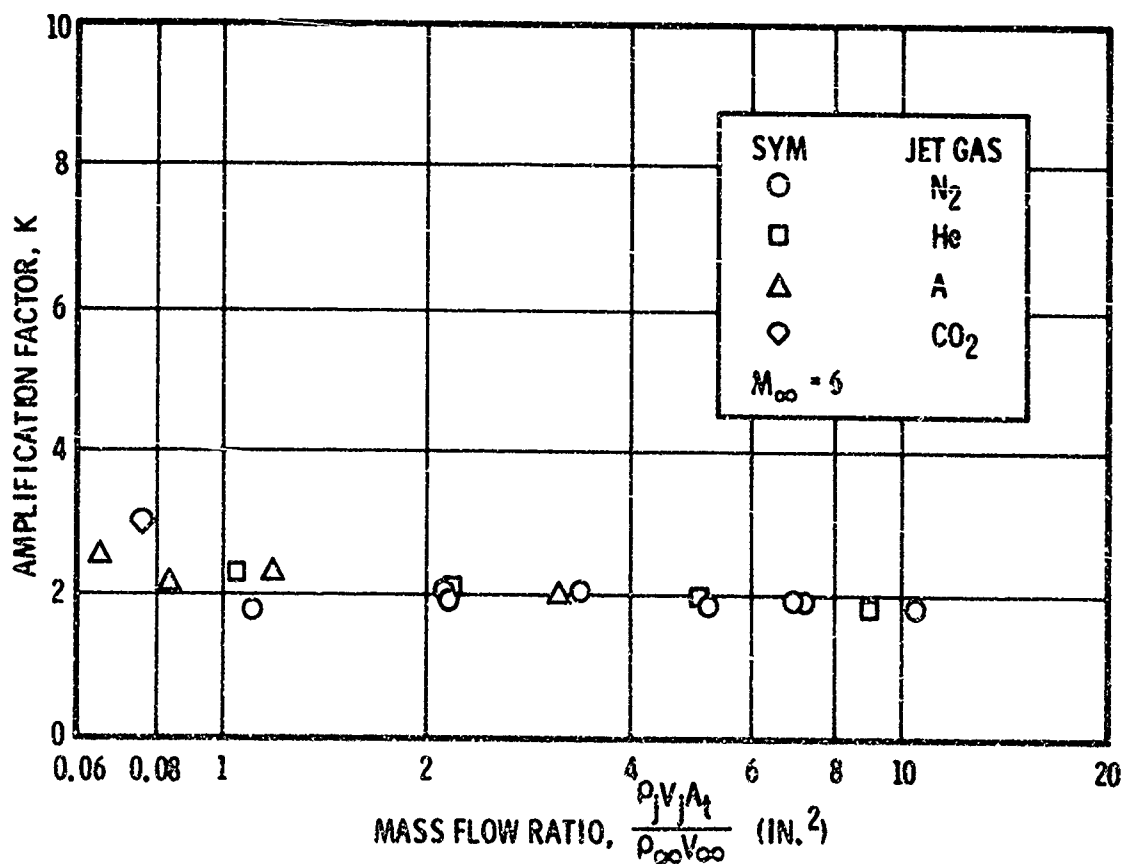 10
8
6
4
2
0
AMPLIFICATION FACTOR, K
SYM JET GAS
N2
He
A
CO2
M∞ = 6
0.06 0.08 1 2 4 6 8 10 20
MASS FLOW RATIO, ρjVjAt / ρ∞V∞ (IN.²)